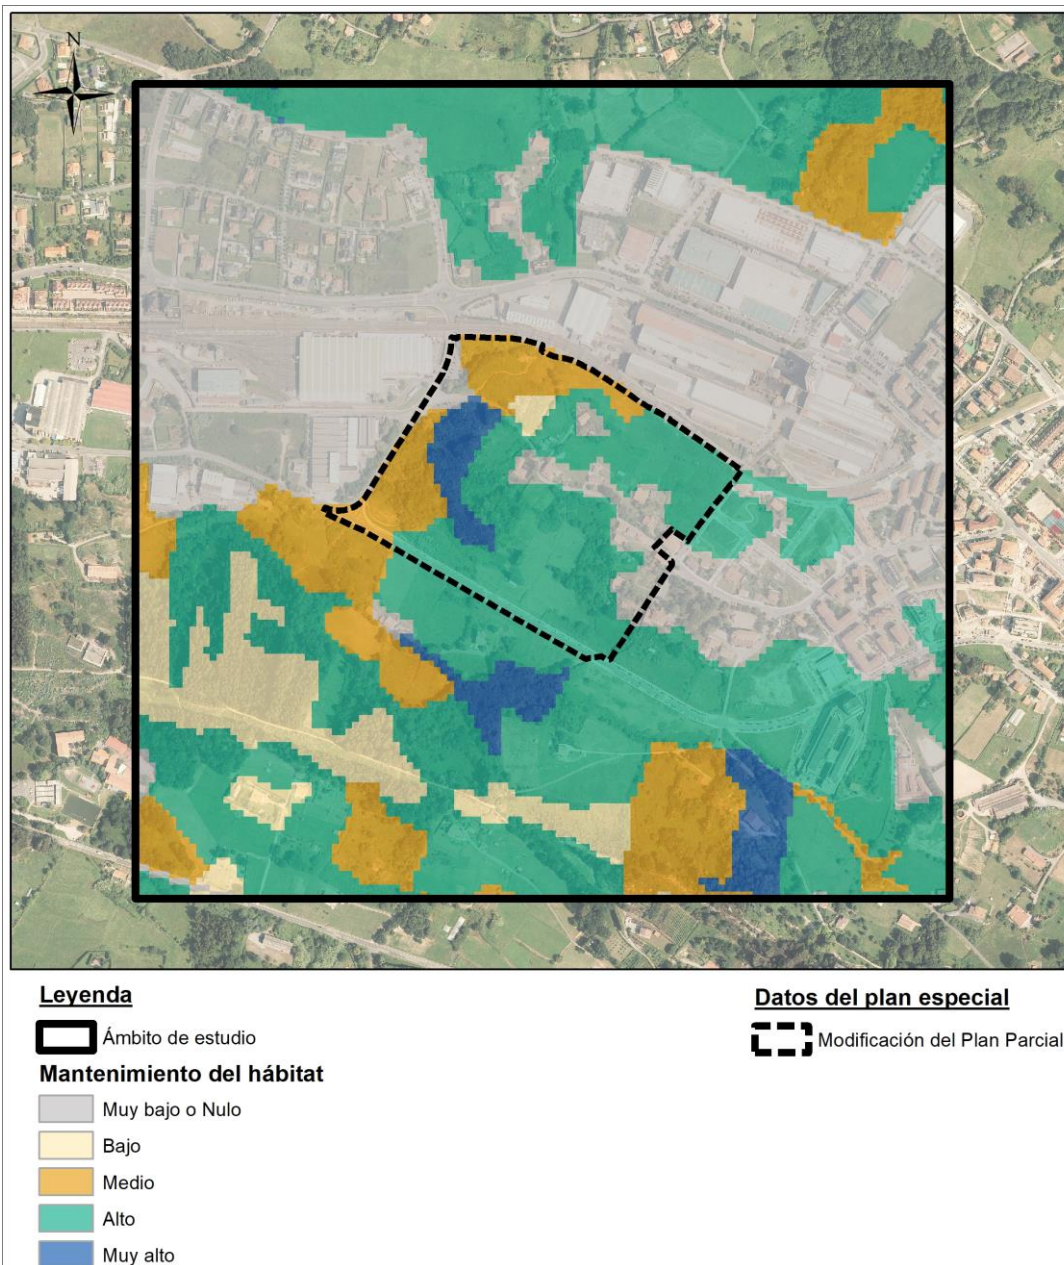 N
Leyenda
Ámbito de estudio
Mantenimiento del hábitat
Muy bajo o Nulo
Bajo
Medio
Alto
Muy alto
Datos del plan especial
Modificación del Plan Parcial